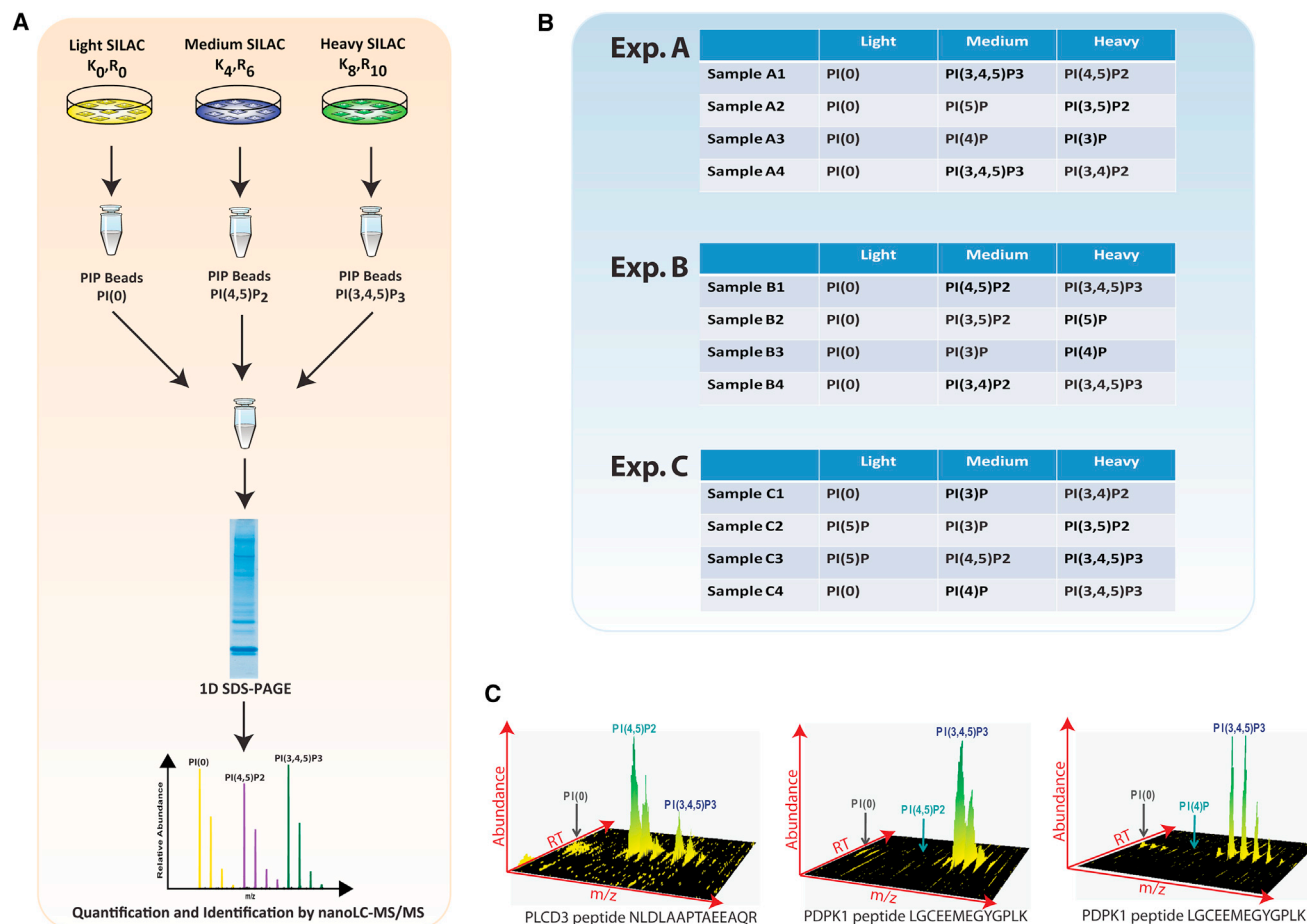 A
Light SILAC
K0,R0
Medium SILAC
K4,R6
Heavy SILAC
K8,R10
PIP Beads
PI(0)
PIP Beads
PI(4,5)P2
PIP Beads
PI(3,4,5)P3
1D SDS-PAGE
Relative Abundance
PI(0)
PI(4,5)P2
PI(3,4,5)P3
m/z
Quantification and Identification by nanoLC-MS/MS
B
Exp. A
Light Medium Heavy
Sample A1 PI(0) PI(3,4,5)P3 PI(4,5)P2
Sample A2 PI(0) PI(5)P PI(3,5)P2
Sample A3 PI(0) PI(4)P PI(3)P
Sample A4 PI(0) PI(3,4,5)P3 PI(3,4)P2
Exp. B
Light Medium Heavy
Sample B1 PI(0) PI(4,5)P2 PI(3,4,5)P3
Sample B2 PI(0) PI(3,5)P2 PI(5)P
Sample B3 PI(0) PI(3)P PI(4)P
Sample B4 PI(0) PI(3,4)P2 PI(3,4,5)P3
Exp. C
Light Medium Heavy
Sample C1 PI(0) PI(3)P PI(3,4)P2
Sample C2 PI(5)P PI(3)P PI(3,5)P2
Sample C3 PI(5)P PI(4,5)P2 PI(3,4,5)P3
Sample C4 PI(0) PI(4)P PI(3,4,5)P3
C
Abundance
PI(0)
RT
PI(4,5)P2
PI(3,4,5)P3
m/z
PLCD3 peptide NLDLAAPTAEEAQR
Abundance
PI(0)
RT
PI(4,5)P2
PI(3,4,5)P3
m/z
PDPK1 peptide LGCEEMEGYGPLK
Abundance
PI(0)
RT
PI(4)P
PI(3,4,5)P3
m/z
PDPK1 peptide LGCEEMEGYGPLK